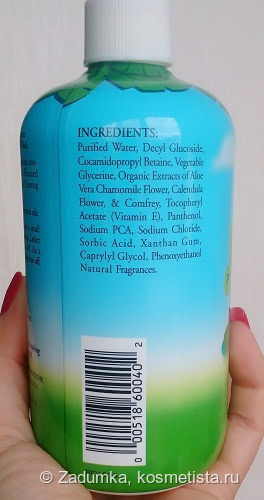 INGREDIENTS:
Purified Water, Decyl Glucoside,
Cocamidopropyl Betaine, Vegetable
Glycerine, Organic Extracts of Aloe
Vera Chamomile Flower, Calendula
Flower, & Comfrey, Tocopheryl
Acetate (Vitamin E), Panthenol,
Sodium PCA, Sodium Chloride,
Sorbic Acid, Xanthan Gum,
Caprylyl Glycol, Phenoxyethanol
Natural Fragrances.
0 00518 60040 2
© Zadumka, kosmetista.ru